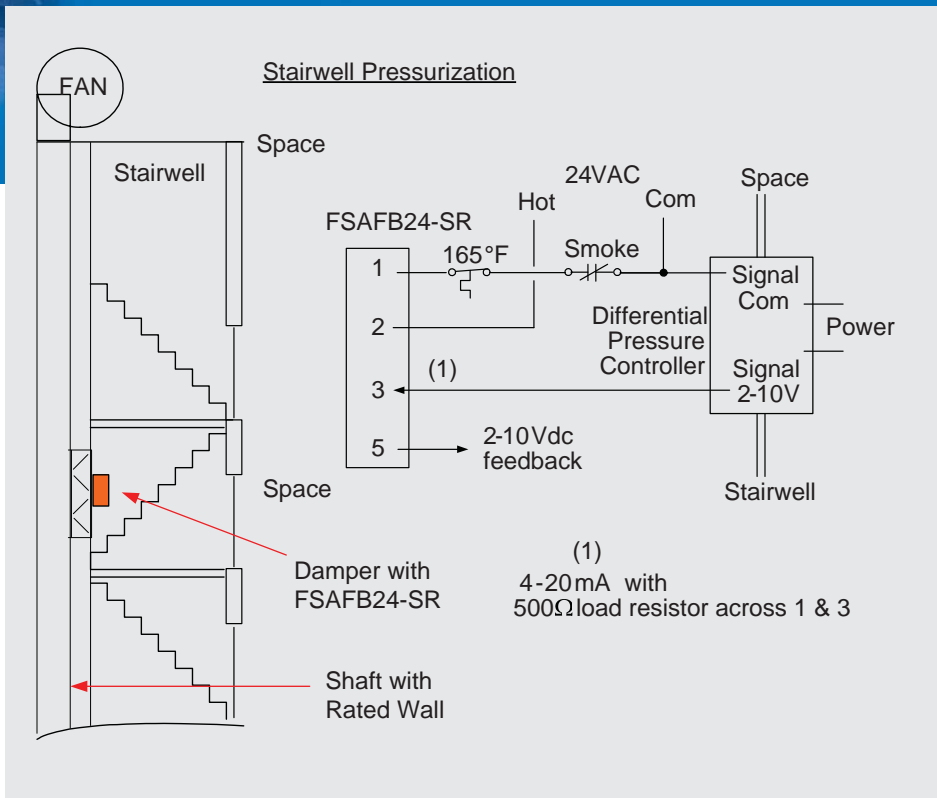 FAN
Stairwell Pressurization
Space
Stairwell
24VAC
Space
Hot
Com
FSAFB24-SR
165°F
Smoke
1
Signal
Com
2
Differential
Pressure
Controller
Power
(1)
3
Signal
2-10V
5
2-10Vdc
feedback
Space
Stairwell
Damper with
FSAFB24-SR
(1)
4-20mA with
500Ω load resistor across 1 & 3
Shaft with
Rated Wall